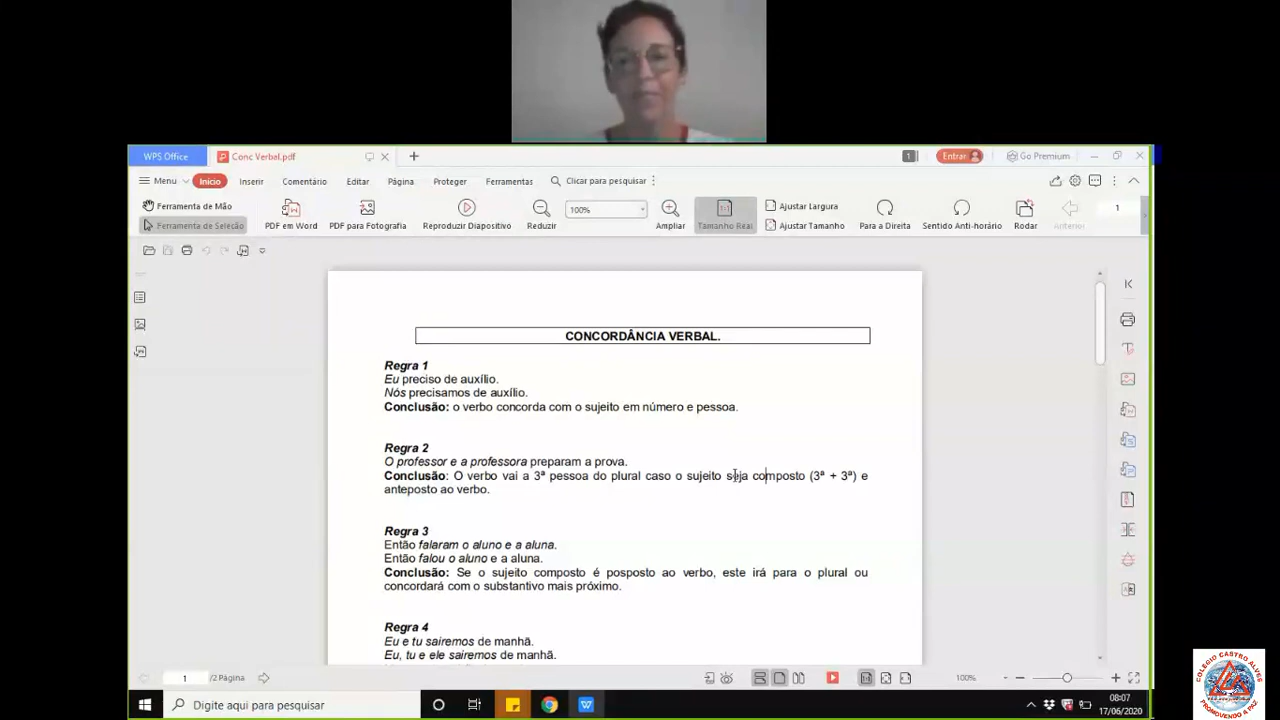 WPS Office
Conc Verbal.pdf
1
Entrar
Go Premium
Menu
Início
Inserir
Comentário
Editar
Página
Proteger
Ferramentas
Clicar para pesquisar
Ferramenta de Mão
Ferramenta de Seleção
PDF em Word
PDF para Fotografia
Reproduzir Diapositivo
Reduzir
100%
Ampliar
Tamanho Real
Ajustar Largura
Ajustar Tamanho
Para a Direita
Sentido Anti-horário
Rodar
Anterior
1
CONCORDÂNCIA VERBAL.
Regra 1
Eu preciso de auxílio.
Nós precisamos de auxílio.
Conclusão: o verbo concorda com o sujeito em número e pessoa.
Regra 2
O professor e a professora preparam a prova.
Conclusão: O verbo vai a 3ª pessoa do plural caso o sujeito seja composto (3ª + 3ª) e
anteposto ao verbo.
Regra 3
Então falaram o aluno e a aluna.
Então falou o aluno e a aluna.
Conclusão: Se o sujeito composto é posposto ao verbo, este irá para o plural ou
concordará com o substantivo mais próximo.
Regra 4
Eu e tu sairemos de manhã.
Eu, tu e ele sairemos de manhã.
1
/2 Página
100%
Digite aqui para pesquisar
08:07
17/06/2020
COLÉGIO CASTRO ALVES
PROMOVENDO A PAZ